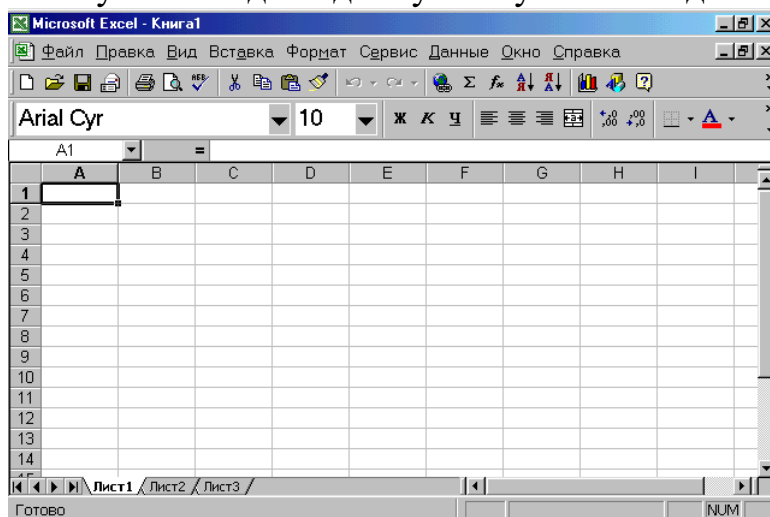 Microsoft Excel - Книга1
Файл Правка Вид Вставка Формат Сервис Данные Окно Справка
Arial Cyr 10 Ж К Ч
A1 =
A B C D E F G H I
1
2
3
4
5
6
7
8
9
10
11
12
13
14
Лист1 Лист2 Лист3
Готово NUM